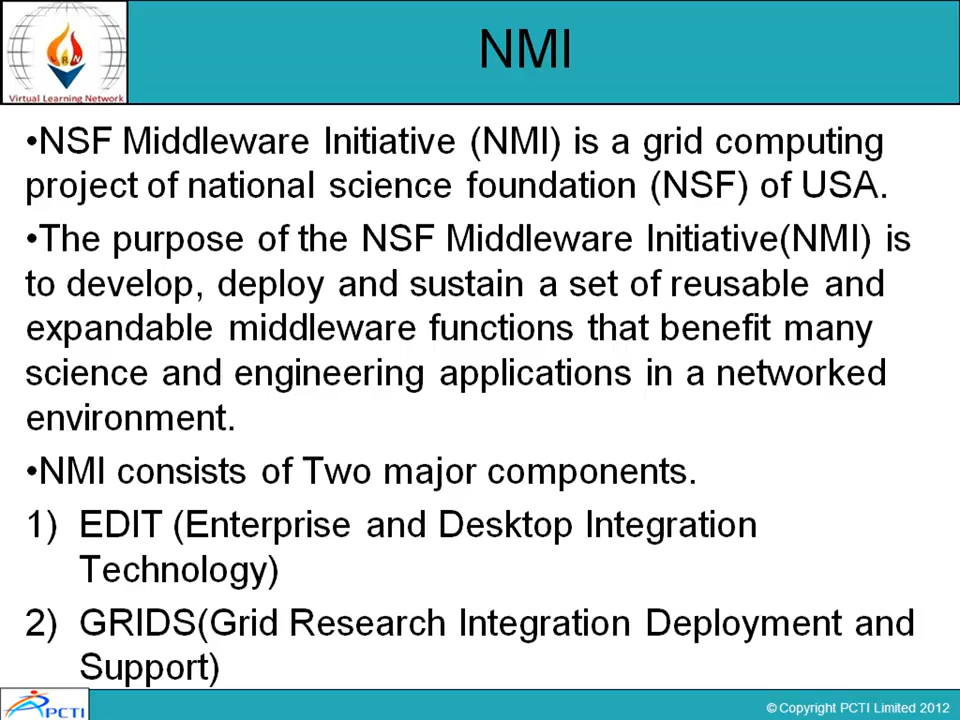 RN
Virtual Learning Network
NMI
•NSF Middleware Initiative (NMI) is a grid computing
project of national science foundation (NSF) of USA.
•The purpose of the NSF Middleware Initiative(NMI) is
to develop, deploy and sustain a set of reusable and
expandable middleware functions that benefit many
science and engineering applications in a networked
environment.
•NMI consists of Two major components.
1) EDIT (Enterprise and Desktop Integration
Technology)
2) GRIDS(Grid Research Integration Deployment and
Support)
PCTI
© Copyright PCTI Limited 2012